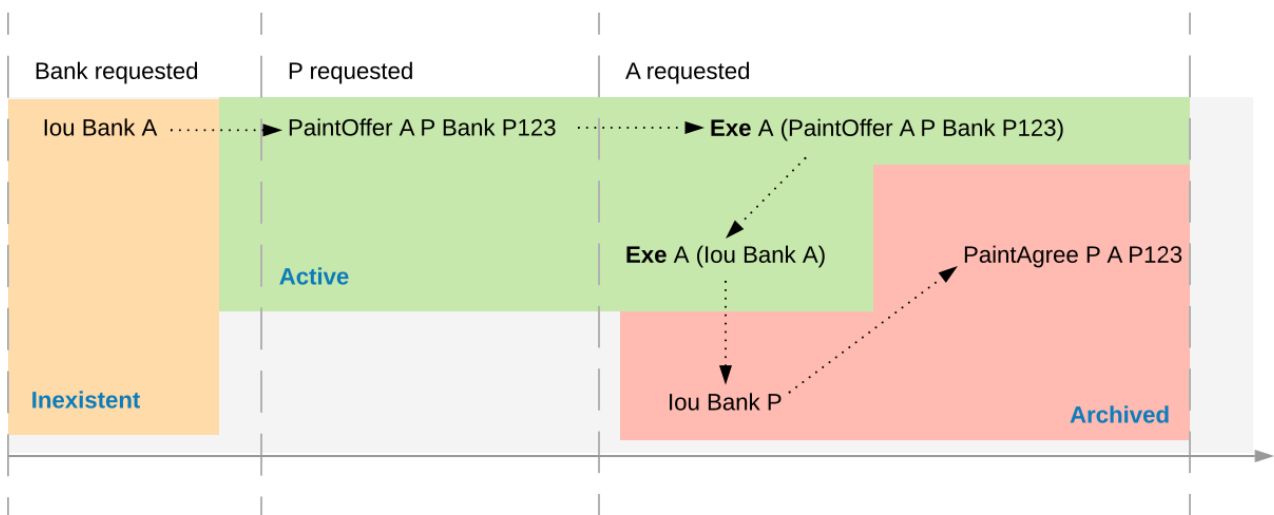 Bank requested
P requested
A requested
Iou Bank A
PaintOffer A P Bank P123
Exe A (PaintOffer A P Bank P123)
Exe A (Iou Bank A)
PaintAgree P A P123
Active
Inexistent
Iou Bank P
Archived